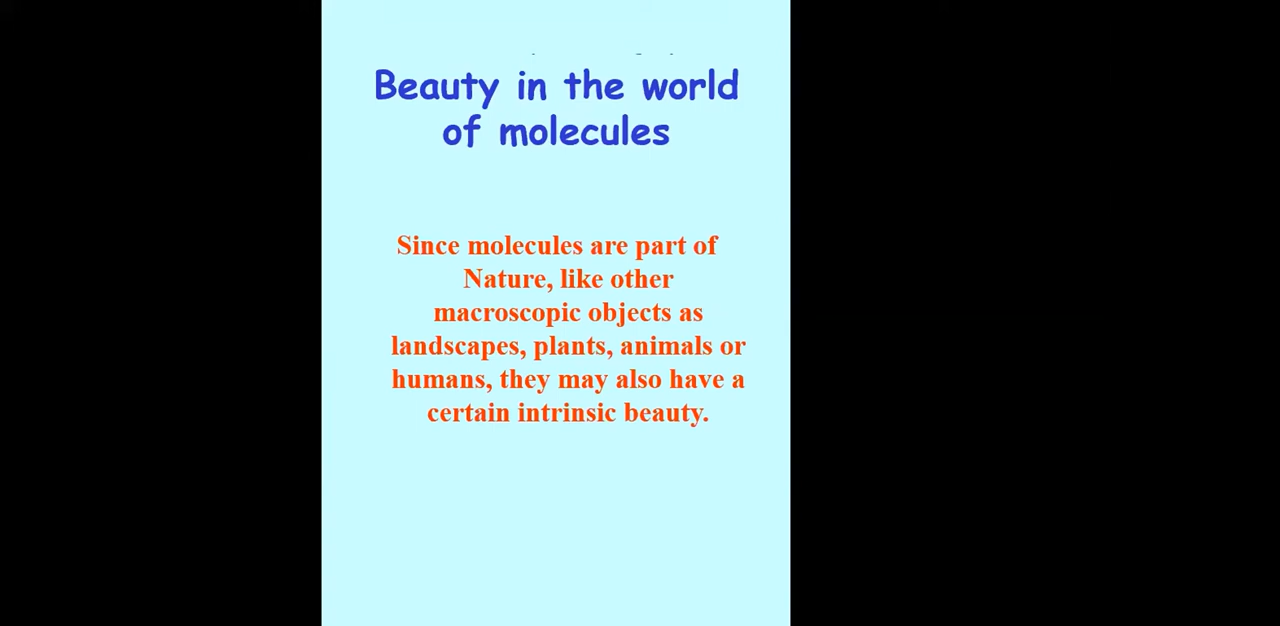 Beauty in the world
of molecules
Since molecules are part of
Nature, like other
macroscopic objects as
landscapes, plants, animals or
humans, they may also have a
certain intrinsic beauty.